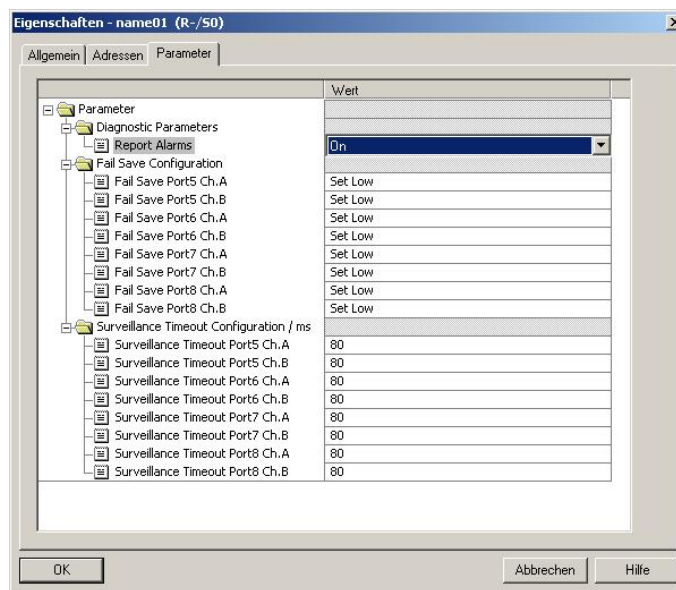 Eigenschaften - name01 (R-/S0)
Allgemein Adressen Parameter
Wert
Parameter
Diagnostic Parameters
Report Alarms On
Fail Save Configuration
Fail Save Port5 Ch.A Set Low
Fail Save Port5 Ch.B Set Low
Fail Save Port6 Ch.A Set Low
Fail Save Port6 Ch.B Set Low
Fail Save Port7 Ch.A Set Low
Fail Save Port7 Ch.B Set Low
Fail Save Port8 Ch.A Set Low
Fail Save Port8 Ch.B Set Low
Surveillance Timeout Configuration / ms
Surveillance Timeout Port5 Ch.A 80
Surveillance Timeout Port5 Ch.B 80
Surveillance Timeout Port6 Ch.A 80
Surveillance Timeout Port6 Ch.B 80
Surveillance Timeout Port7 Ch.A 80
Surveillance Timeout Port7 Ch.B 80
Surveillance Timeout Port8 Ch.A 80
Surveillance Timeout Port8 Ch.B 80
OK Abbrechen Hilfe